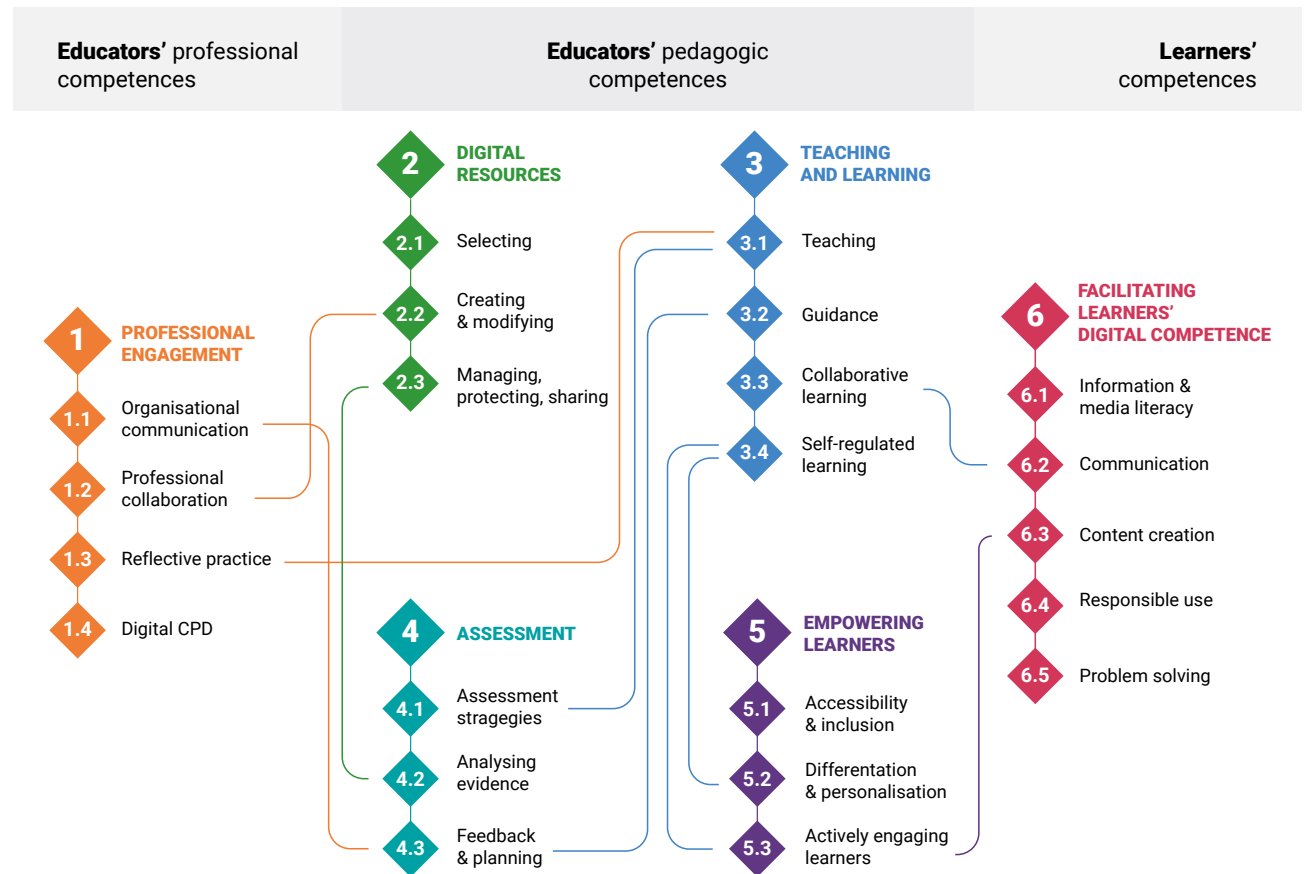 Educators' professional
competences
Educators' pedagogic
competences
Learners'
competences
1
PROFESSIONAL
ENGAGEMENT
1.1
Organisational
communication
1.2
Professional
collaboration
1.3
Reflective practice
1.4
Digital CPD
2
DIGITAL
RESOURCES
2.1
Selecting
2.2
Creating
& modifying
2.3
Managing,
protecting, sharing
3
TEACHING
AND LEARNING
3.1
Teaching
3.2
Guidance
3.3
Collaborative
learning
3.4
Self-regulated
learning
4
ASSESSMENT
4.1
Assessment
stragegies
4.2
Analysing
evidence
4.3
Feedback
& planning
5
EMPOWERING
LEARNERS
5.1
Accessibility
& inclusion
5.2
Differentation
& personalisation
5.3
Actively engaging
learners
6
FACILITATING
LEARNERS'
DIGITAL COMPETENCE
6.1
Information &
media literacy
6.2
Communication
6.3
Content creation
6.4
Responsible use
6.5
Problem solving